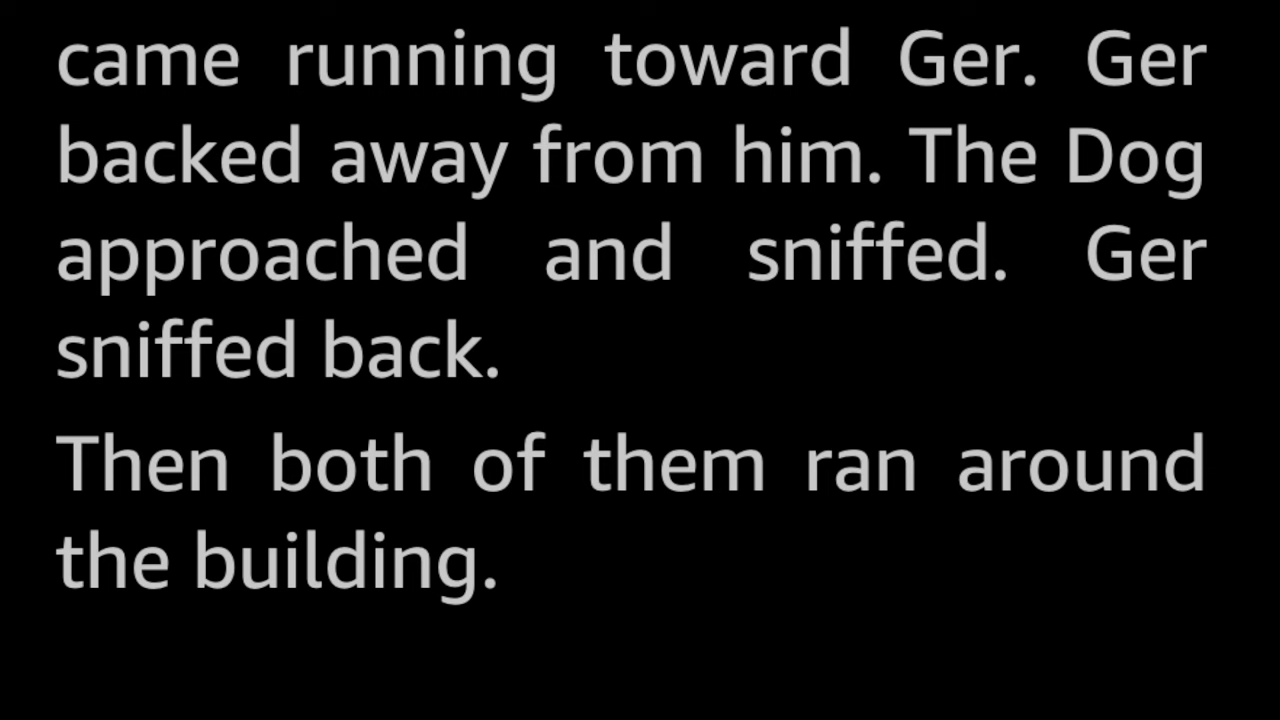 came running toward Ger. Ger
backed away from him. The Dog
approached and sniffed. Ger
sniffed back.
Then both of them ran around
the building.